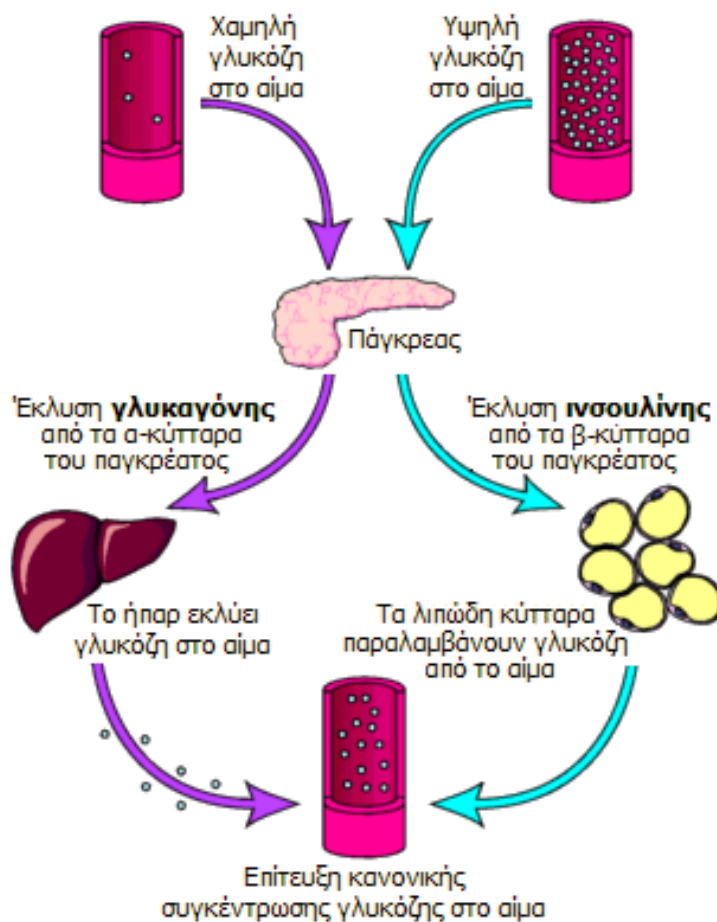 Χαμηλή
γλυκόζη
στο αίμα
Υψηλή
γλυκόζη
στο αίμα
Πάγκρεας
Έκλυση γλυκαγόνης
από τα α-κύτταρα
του παγκρέατος
Έκλυση ινσουλίνης
από τα β-κύτταρα
του παγκρέατος
Το ήπαρ εκλύει
γλυκόζη στο αίμα
Τα λιπώδη κύτταρα
παραλαμβάνουν γλυκόζη
από το αίμα
Επίτευξη κανονικής
συγκέντρωσης γλυκόζης στο αίμα